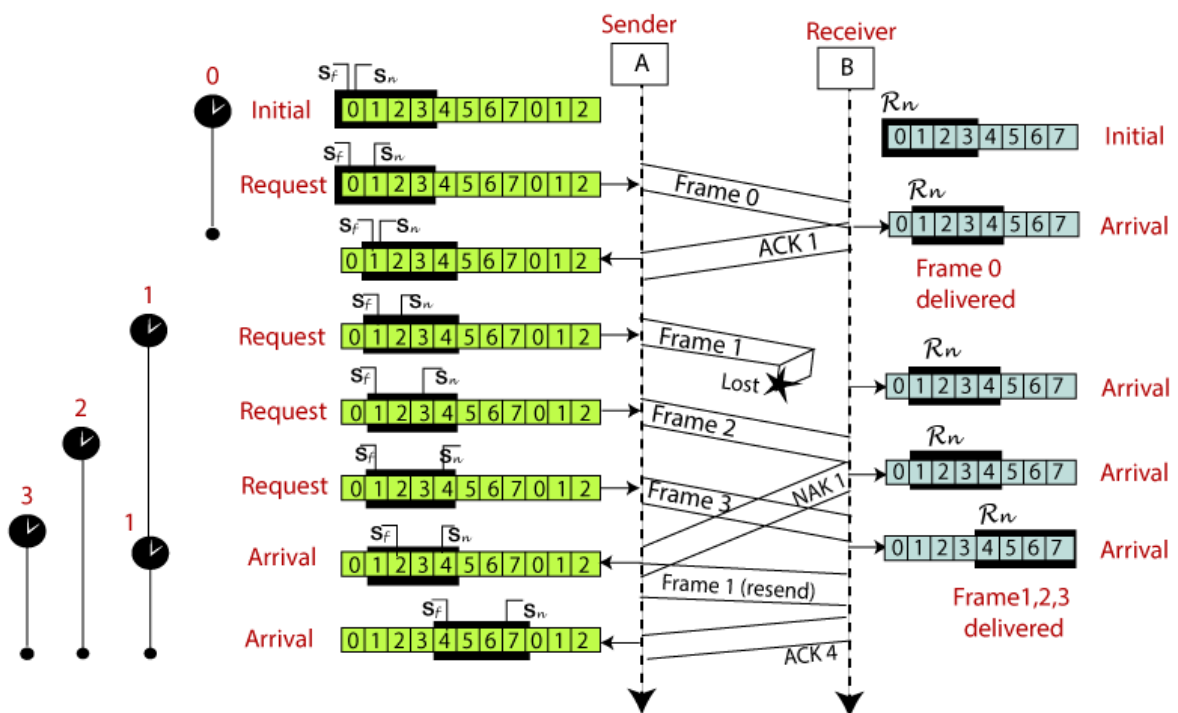 Sender
Receiver
A
B
0
Sf Sn
Initial
0 1 2 3 4 5 6 7 0 1 2
Rn
0 1 2 3 4 5 6 7
Initial
Sf Sn
Request
0 1 2 3 4 5 6 7 0 1 2
Frame 0
Rn
0 1 2 3 4 5 6 7
Arrival
Sf Sn
0 1 2 3 4 5 6 7 0 1 2
ACK 1
Frame 0
delivered
1
Sf Sn
Request
0 1 2 3 4 5 6 7 0 1 2
Frame 1
Lost
Rn
0 1 2 3 4 5 6 7
Arrival
Sf Sn
Request
0 1 2 3 4 5 6 7 0 1 2
2
Frame 2
Rn
0 1 2 3 4 5 6 7
Arrival
Sf Sn
Request
0 1 2 3 4 5 6 7 0 1 2
3
Frame 3
NAK 1
Rn
0 1 2 3 4 5 6 7
Arrival
1
Sf Sn
Arrival
0 1 2 3 4 5 6 7 0 1 2
Frame 1 (resend)
Frame1,2,3
delivered
Sf Sn
Arrival
0 1 2 3 4 5 6 7 0 1 2
ACK 4